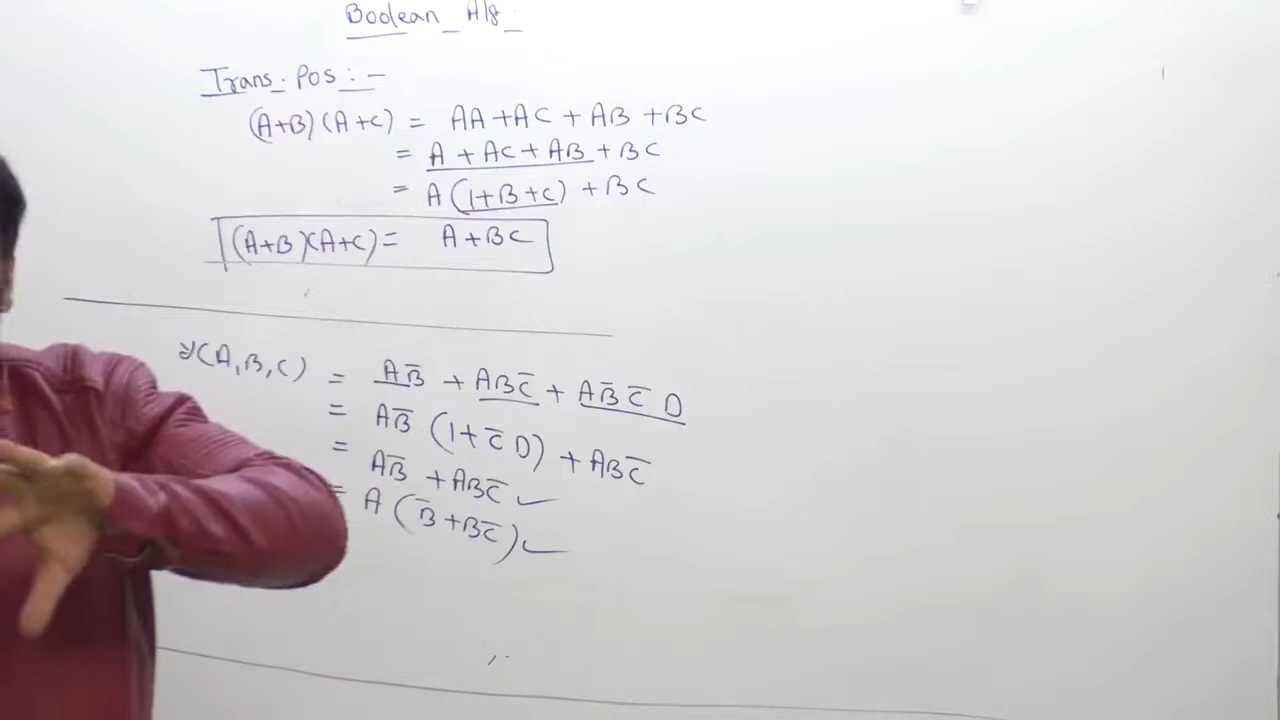 Boolean Alg.
Trans. Pos : -
(A+B) (A+C) = AA + AC + AB + BC
= A + AC + AB + BC
= A (1+B+C) + BC
(A+B)(A+C) = A+BC
Y(A,B,C) = AB̅ + ABC̅ + AB̅C̅D
= AB̅ (1+C̅D) + ABC̅
= AB̅ + ABC̅ ✓
= A (B̅+BC̅) ✓